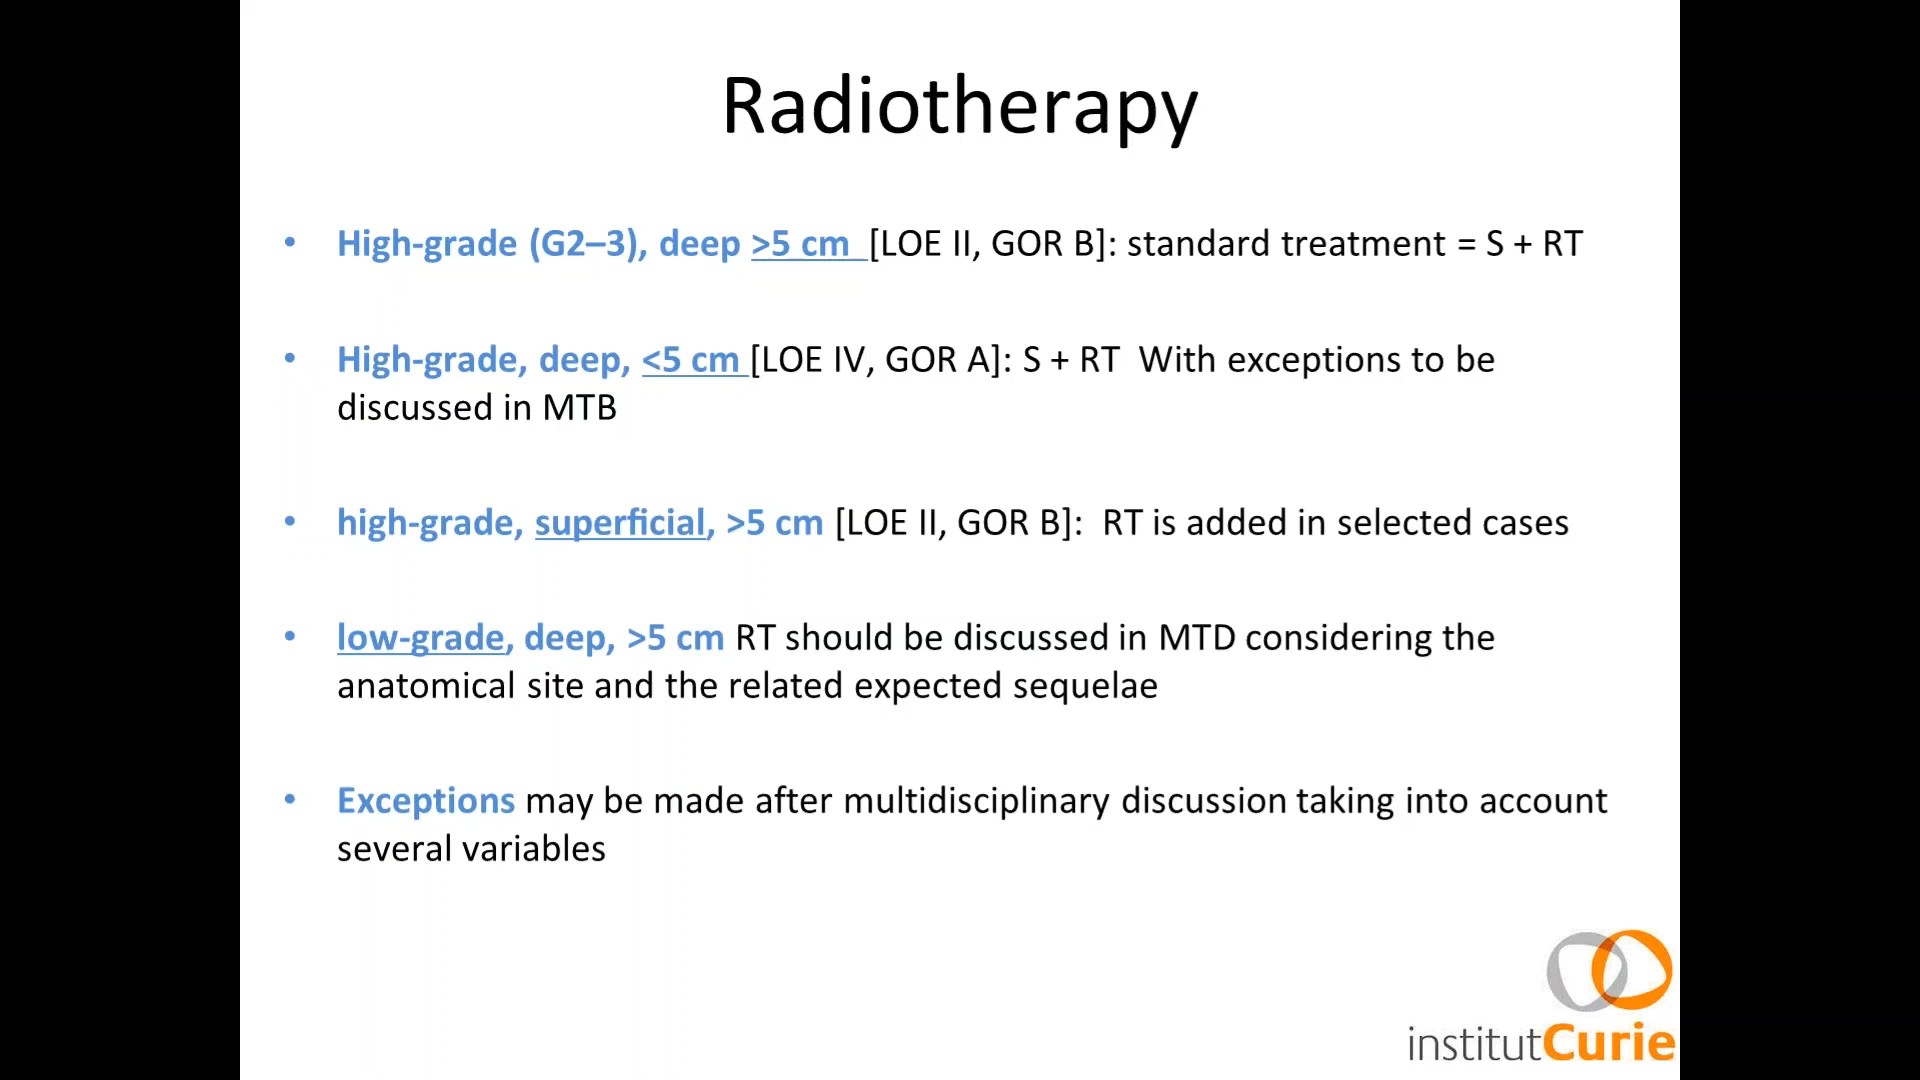 Radiotherapy
• High-grade (G2–3), deep >5 cm [LOE II, GOR B]: standard treatment = S + RT
• High-grade, deep, <5 cm [LOE IV, GOR A]: S + RT With exceptions to be
discussed in MTB
• high-grade, superficial, >5 cm [LOE II, GOR B]: RT is added in selected cases
• low-grade, deep, >5 cm RT should be discussed in MTD considering the
anatomical site and the related expected sequelae
• Exceptions may be made after multidisciplinary discussion taking into account
several variables
institutCurie